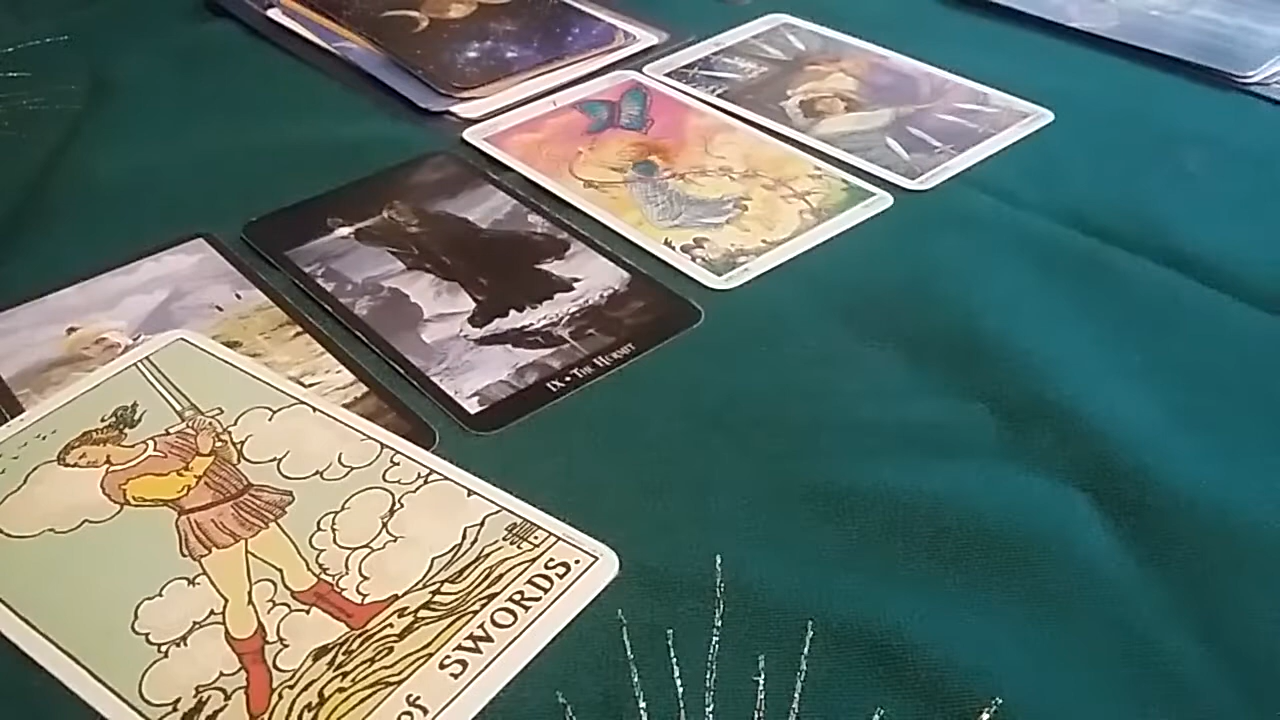 IX • THE HERMIT
of SWORDS.